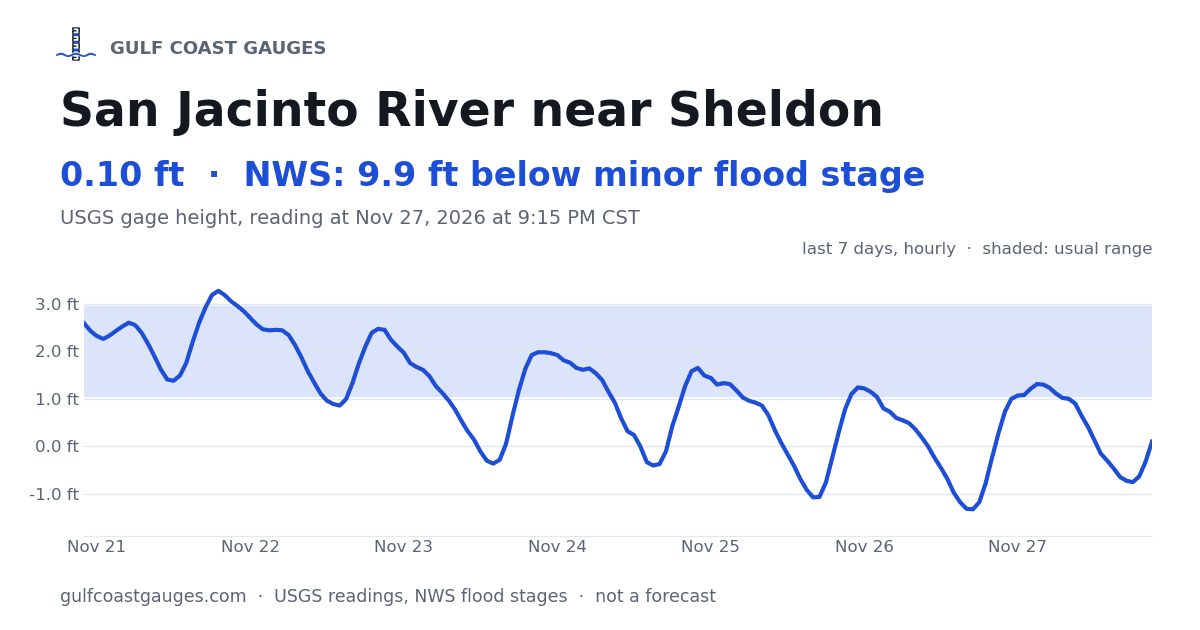 GULF COAST GAUGES
San Jacinto River near Sheldon
0.10 ft · NWS: 9.9 ft below minor flood stage
USGS gage height, reading at Nov 27, 2026 at 9:15 PM CST
last 7 days, hourly · shaded: usual range
3.0 ft
2.0 ft
1.0 ft
0.0 ft
-1.0 ft
Nov 21 Nov 22 Nov 23 Nov 24 Nov 25 Nov 26 Nov 27
gulfcoastgauges.com · USGS readings, NWS flood stages · not a forecast